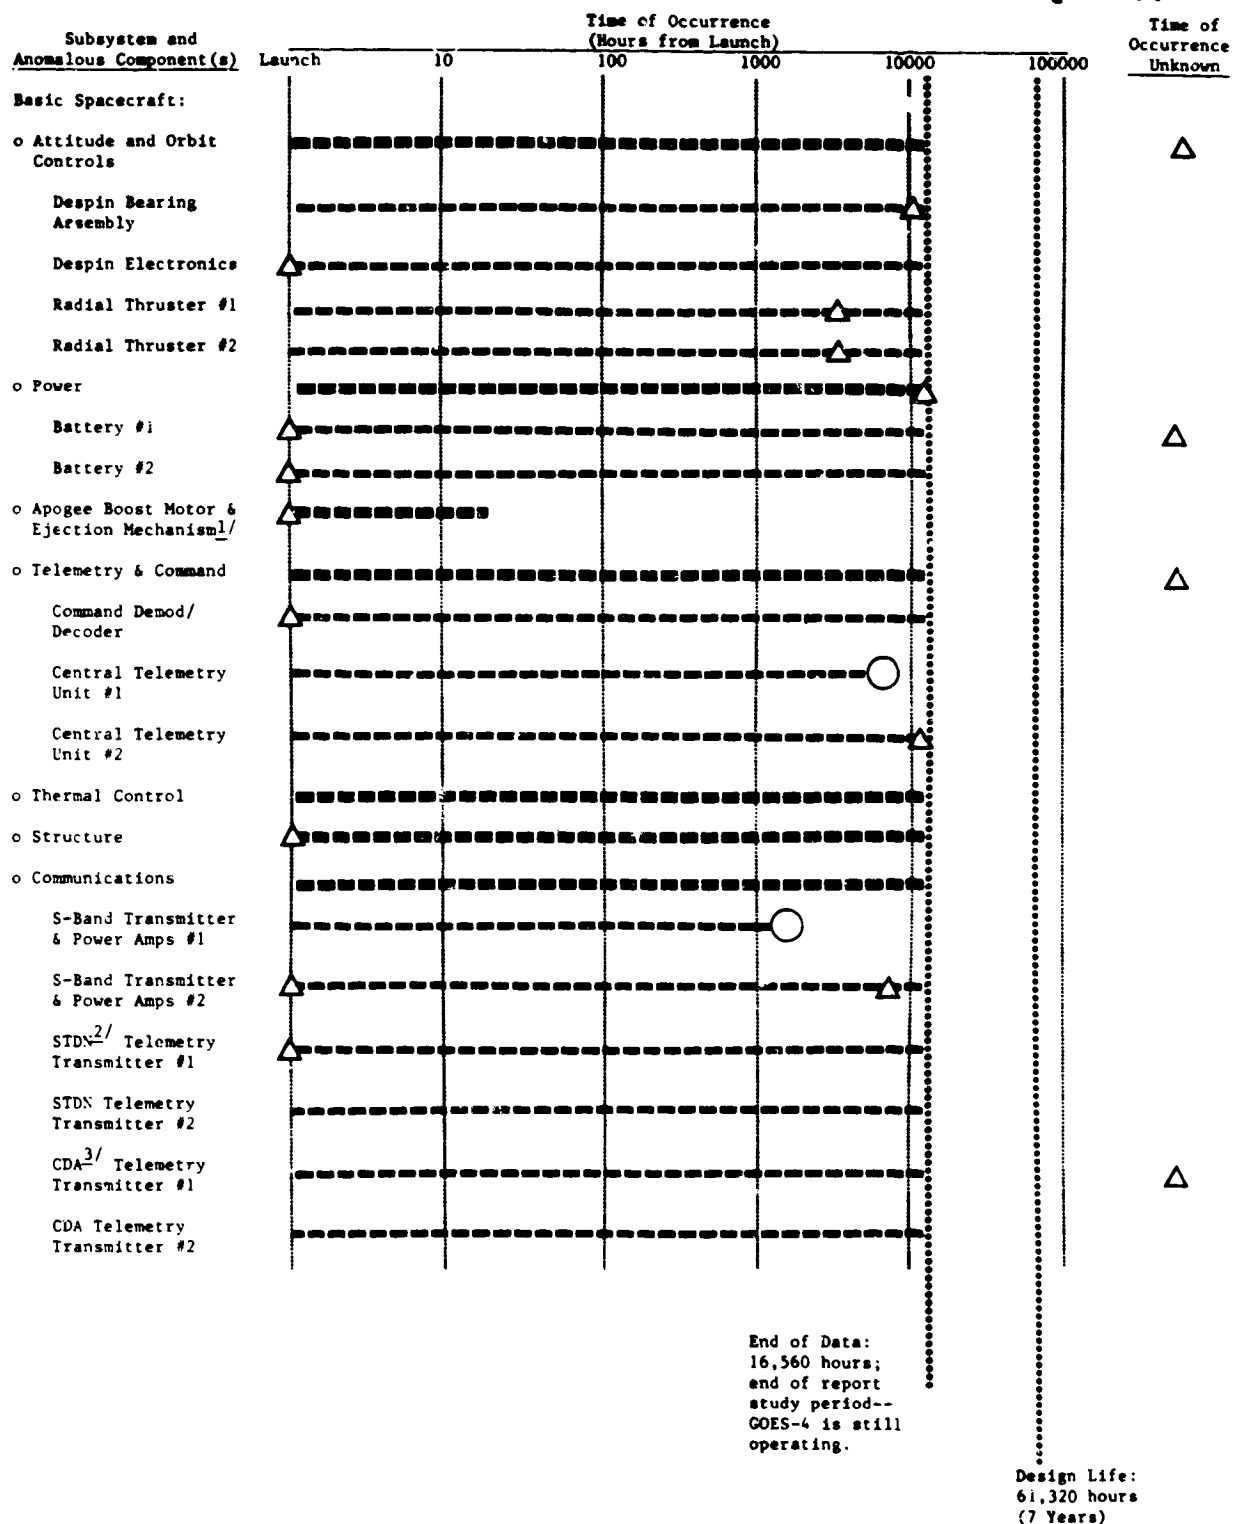 Time of Occurrence
(Hours from Launch)
Time of
Occurrence
Unknown
Subsystem and
Anomalous Component(s)
Launch 10 100 1000 10000 100000
Basic Spacecraft:
o Attitude and Orbit
Controls
Despin Bearing
Assembly
Despin Electronics
Radial Thruster #1
Radial Thruster #2
o Power
Battery #1
Battery #2
o Apogee Boost Motor &
Ejection Mechanism1/
o Telemetry & Command
Command Demod/
Decoder
Central Telemetry
Unit #1
Central Telemetry
Unit #2
o Thermal Control
o Structure
o Communications
S-Band Transmitter
& Power Amps #1
S-Band Transmitter
& Power Amps #2
STDN2/ Telemetry
Transmitter #1
STDN Telemetry
Transmitter #2
CDA3/ Telemetry
Transmitter #1
CDA Telemetry
Transmitter #2
End of Data:
16,560 hours;
end of report
study period--
GOES-4 is still
operating.
Design Life:
61,320 hours
(7 Years)